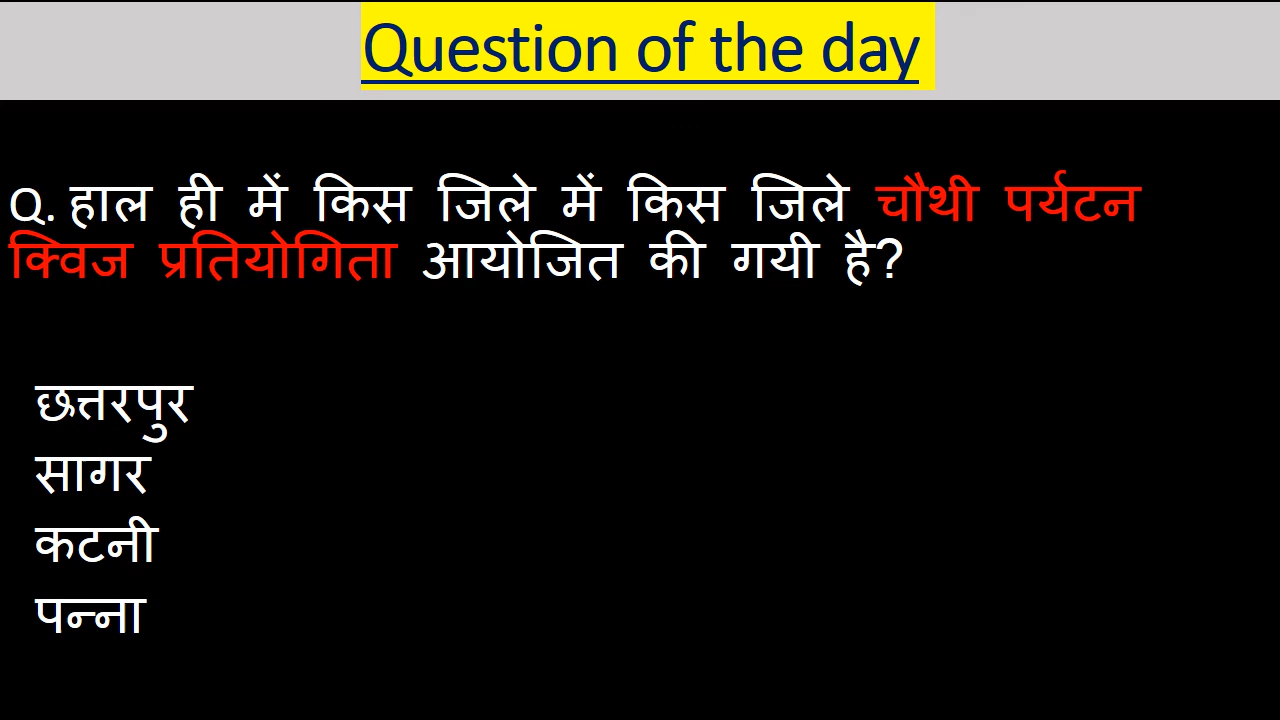 Question of the day
Q. हाल ही में किस जिले में किस जिले चौथी पर्यटन
क्विज प्रतियोगिता आयोजित की गयी है?
छत्तरपुर
सागर
कटनी
पन्ना